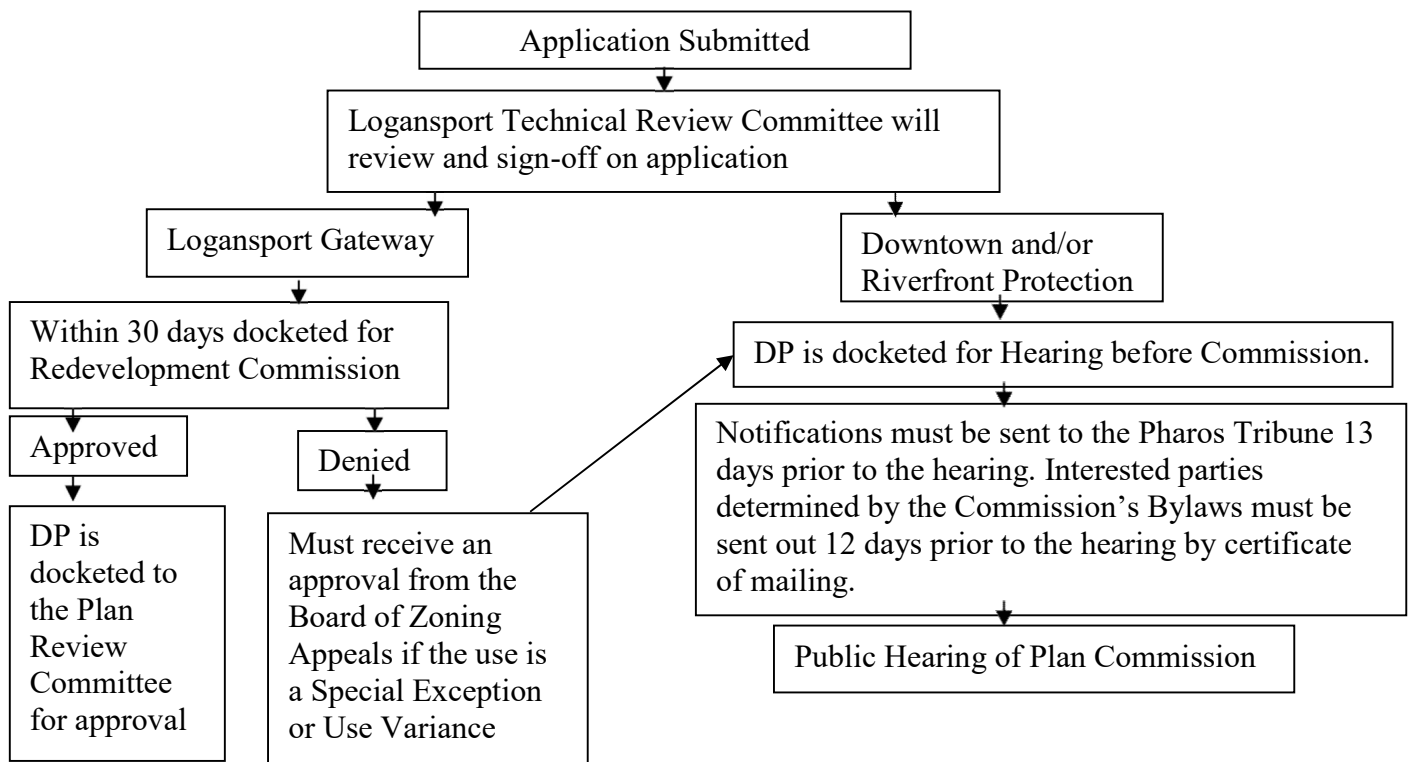 Application Submitted
Logansport Technical Review Committee will
review and sign-off on application
Logansport Gateway
Downtown and/or
Riverfront Protection
Within 30 days docketed for
Redevelopment Commission
DP is docketed for Hearing before Commission.
Approved
Denied
Notifications must be sent to the Pharos Tribune 13
days prior to the hearing. Interested parties
determined by the Commission’s Bylaws must be
sent out 12 days prior to the hearing by certificate
of mailing.
DP is
docketed to
the Plan
Review
Committee
for approval
Must receive an
approval from the
Board of Zoning
Appeals if the use is
a Special Exception
or Use Variance
Public Hearing of Plan Commission